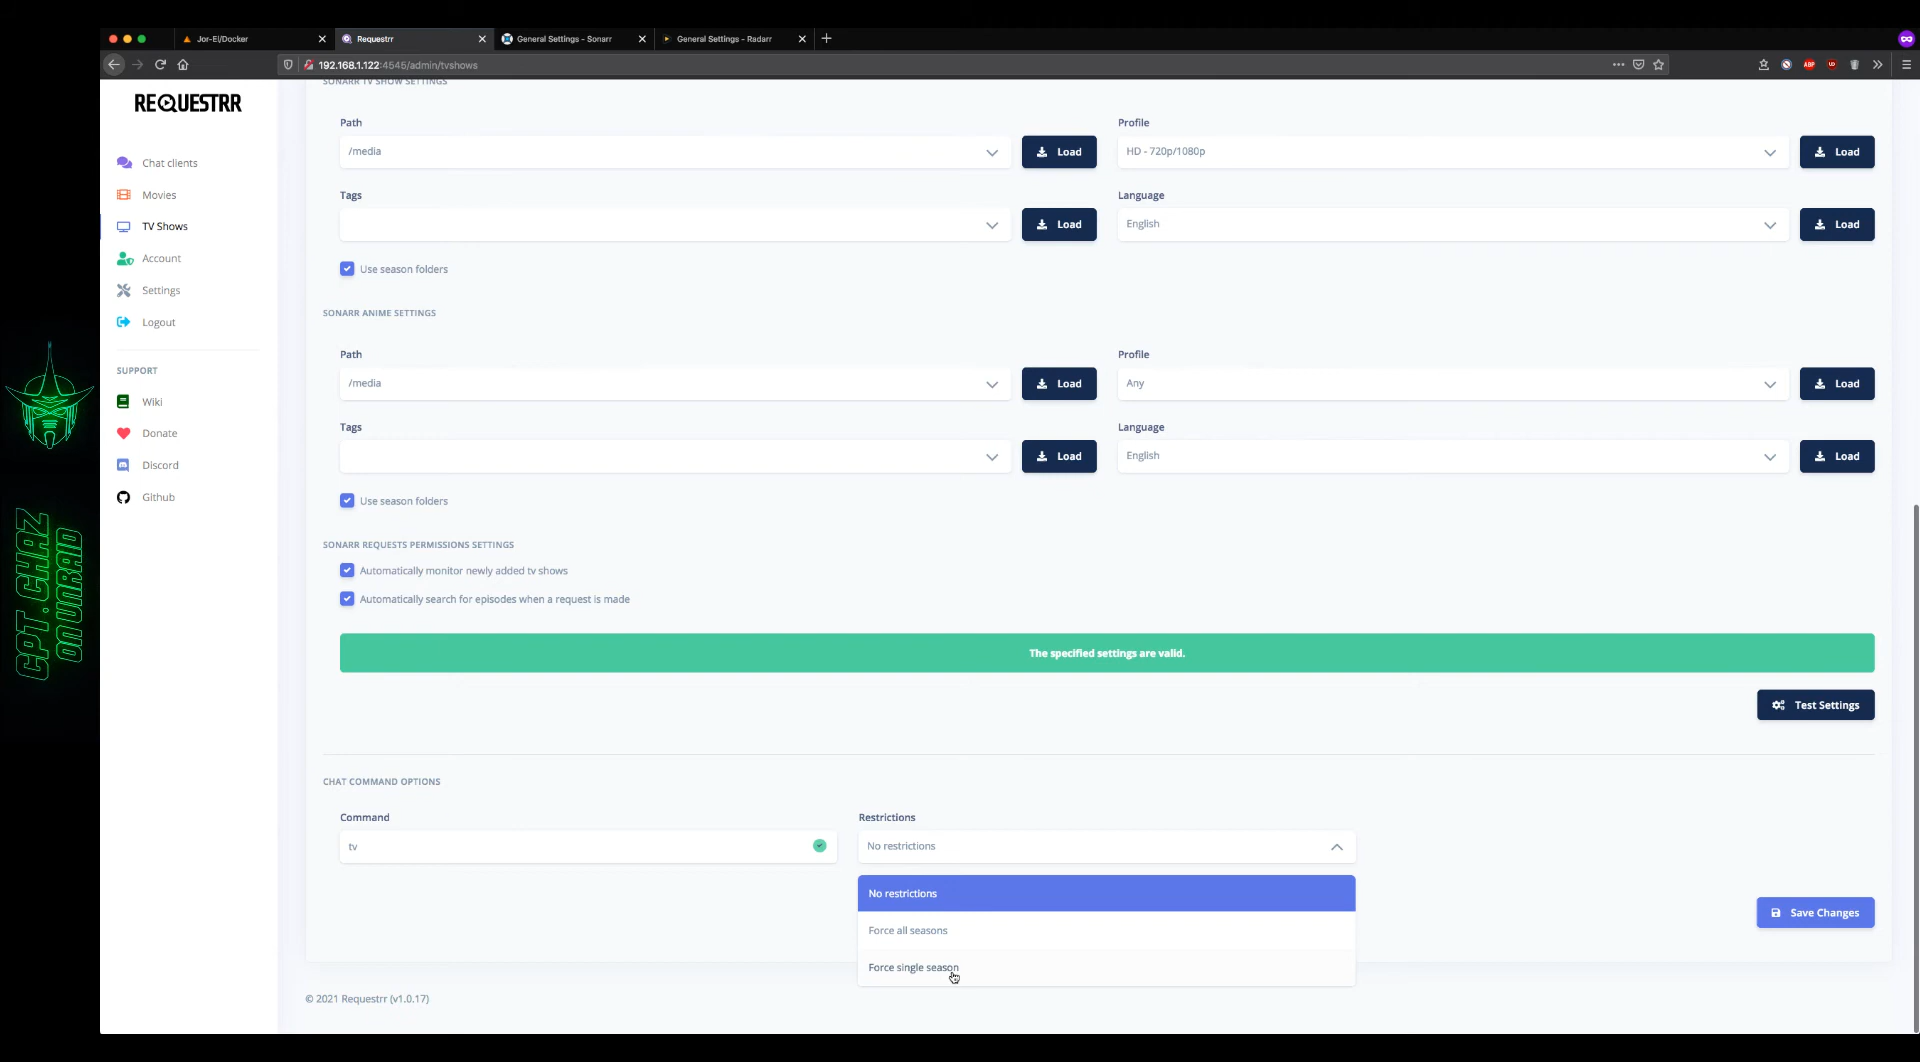 Jor-El/Docker
Requestrr
General Settings - Sonarr
General Settings - Radarr
192.168.1.122:4545/admin/tvshows
ABP
REQUESTRR
Chat clients
Movies
TV Shows
Account
Settings
Logout
SUPPORT
Wiki
Donate
Discord
Github
CPT.CHAZ
ON UNRAID
SONARR TV SHOW SETTINGS
Path
Profile
/media
Load
HD - 720p/1080p
Load
Tags
Language
Load
English
Load
Use season folders
SONARR ANIME SETTINGS
Path
Profile
/media
Load
Any
Load
Tags
Language
Load
English
Load
Use season folders
SONARR REQUESTS PERMISSIONS SETTINGS
Automatically monitor newly added tv shows
Automatically search for episodes when a request is made
The specified settings are valid.
Test Settings
CHAT COMMAND OPTIONS
Command
Restrictions
tv
No restrictions
No restrictions
Force all seasons
Force single season
Save Changes
© 2021 Requestrr (v1.0.17)